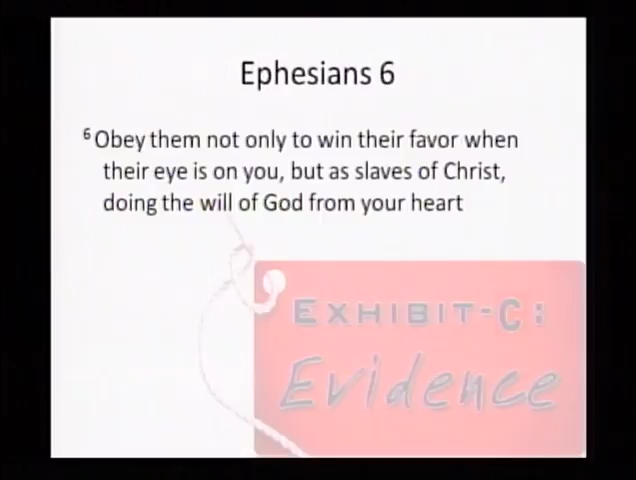 Ephesians 6
6 Obey them not only to win their favor when
their eye is on you, but as slaves of Christ,
doing the will of God from your heart
EXHIBIT-C:
Evidence